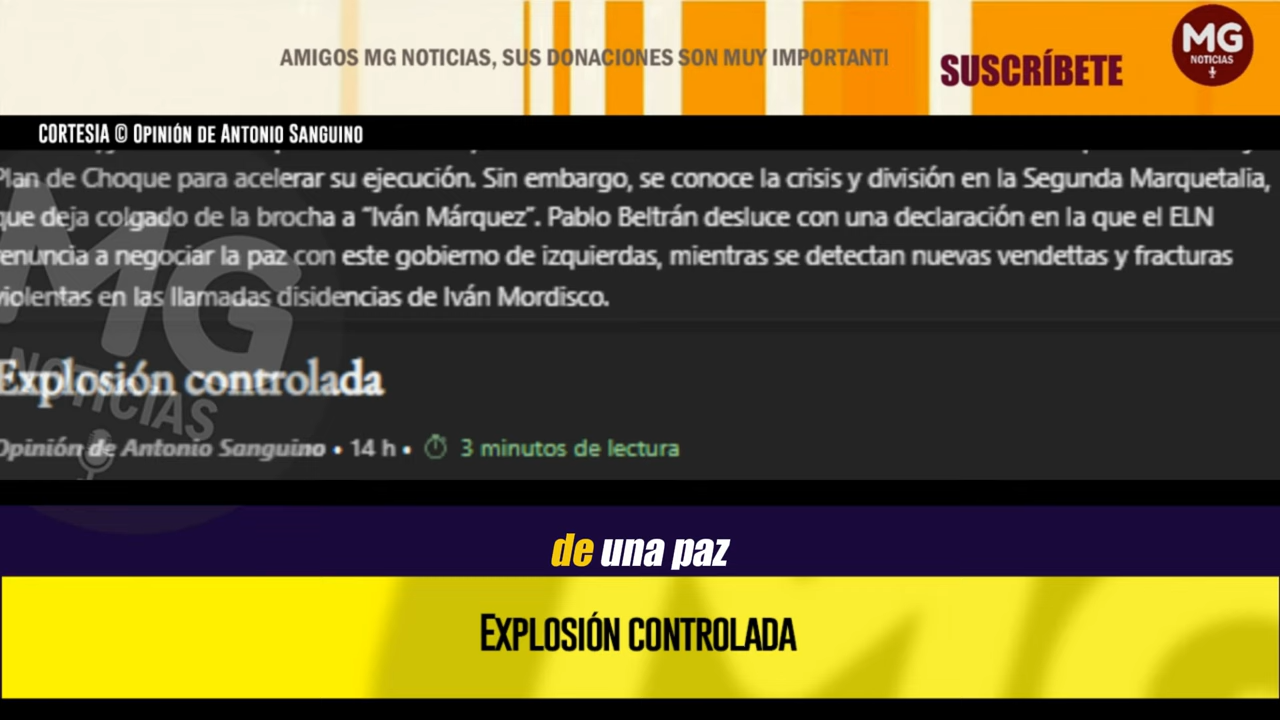 AMIGOS MG NOTICIAS, SUS DONACIONES SON MUY IMPORTANTI
SUSCRÍBETE
MG
NOTICIAS
CORTESIA © OPINIÓN DE ANTONIO SANGUINO
Plan de Choque para acelerar su ejecución. Sin embargo, se conoce la crisis y división en la Segunda Marquetalia,
que deja colgado de la brocha a "Iván Márquez". Pablo Beltrán desluce con una declaración en la que el ELN
renuncia a negociar la paz con este gobierno de izquierdas, mientras se detectan nuevas vendettas y fracturas
violentas en las llamadas disidencias de Iván Mordisco.
MG
NOTICIAS
Explosión controlada
Opinión de Antonio Sanguino • 14 h • 3 minutos de lectura
de una paz
EXPLOSIÓN CONTROLADA